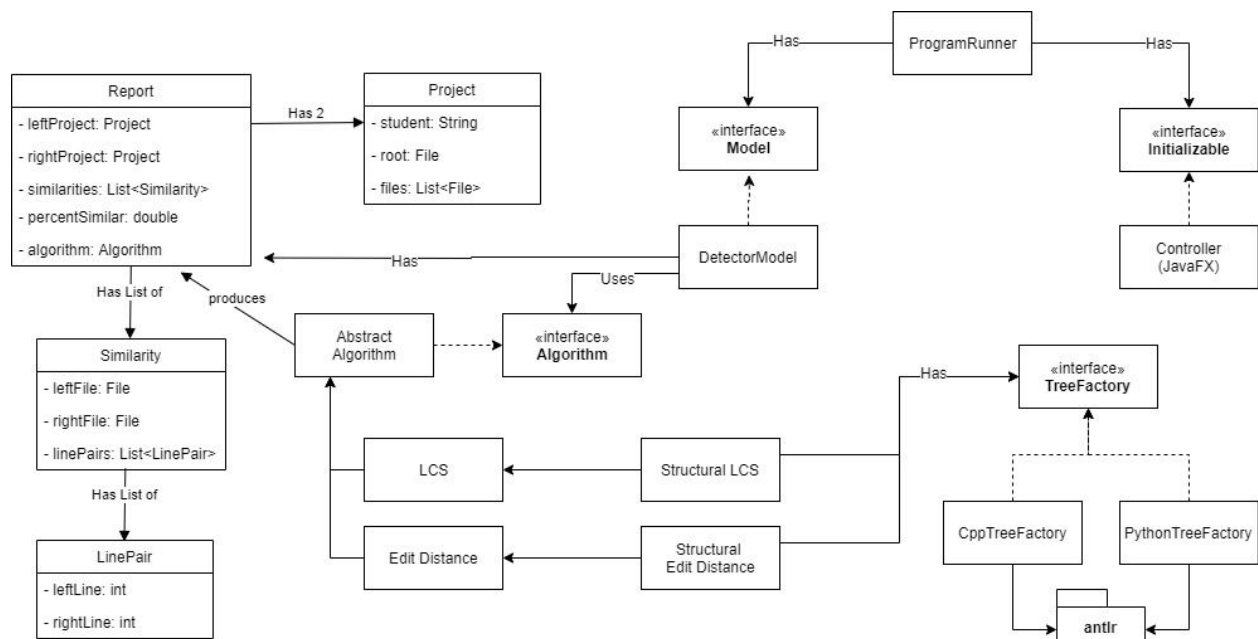 Report
- leftProject: Project
- rightProject: Project
- similarities: List<Similarity>
- percentSimilar: double
- algorithm: Algorithm
Has 2
Project
- student: String
- root: File
- files: List<File>
Has
ProgramRunner
Has
«interface»
Model
«interface»
Initializable
DetectorModel
Controller
(JavaFX)
Has
Uses
Has List of
produces
Abstract
Algorithm
«interface»
Algorithm
Similarity
- leftFile: File
- rightFile: File
- linePairs: List<LinePair>
Has
«interface»
TreeFactory
LCS
Structural LCS
Has List of
Edit Distance
Structural
Edit Distance
CppTreeFactory
PythonTreeFactory
LinePair
- leftLine: int
- rightLine: int
antlr